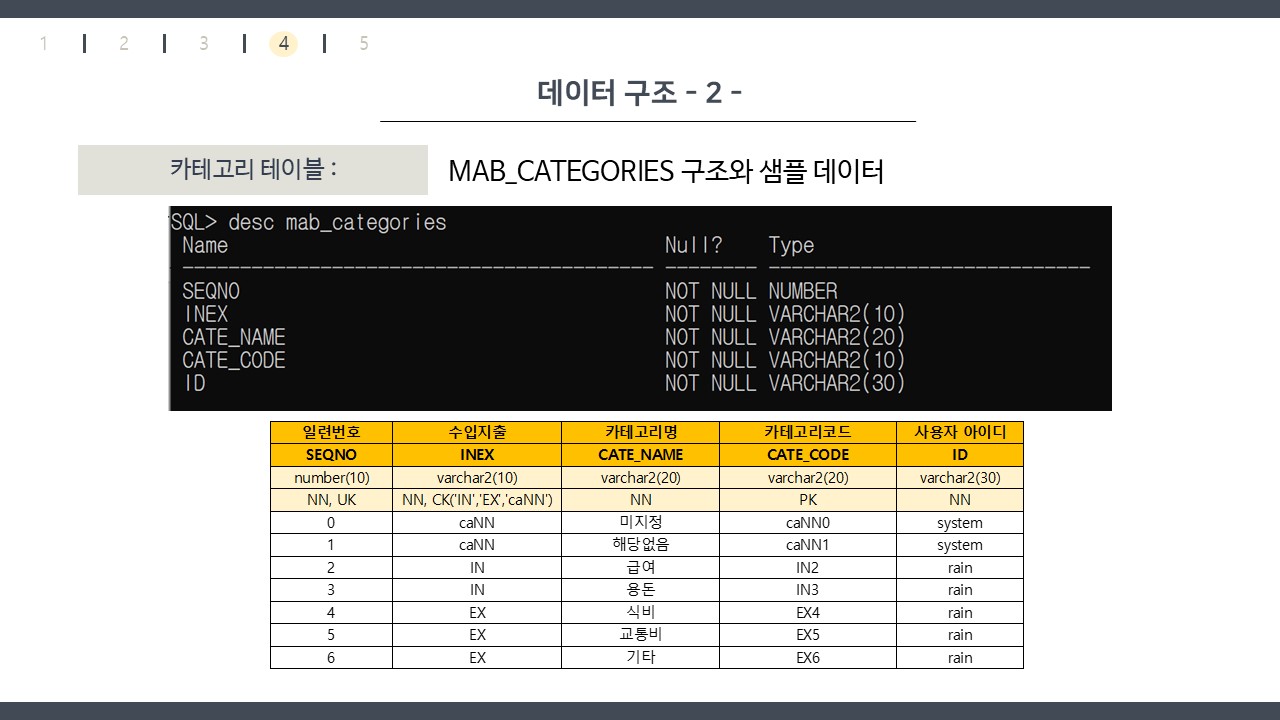 1 | 2 | 3 | 4 | 5
데이터 구조 - 2 -
카테고리 테이블 : MAB_CATEGORIES 구조와 샘플 데이터
SQL> desc mab_categories
Name Null? Type
----------------------------------------- -------- ----------------------------
SEQNO NOT NULL NUMBER
INEX NOT NULL VARCHAR2(10)
CATE_NAME NOT NULL VARCHAR2(20)
CATE_CODE NOT NULL VARCHAR2(10)
ID NOT NULL VARCHAR2(30)
일련번호 수입지출 카테고리명 카테고리코드 사용자 아이디
SEQNO INEX CATE_NAME CATE_CODE ID
number(10) varchar2(10) varchar2(20) varchar2(20) varchar2(30)
NN, UK NN, CK('IN','EX','caNN') NN PK NN
0 caNN 미지정 caNN0 system
1 caNN 해당없음 caNN1 system
2 IN 급여 IN2 rain
3 IN 용돈 IN3 rain
4 EX 식비 EX4 rain
5 EX 교통비 EX5 rain
6 EX 기타 EX6 rain